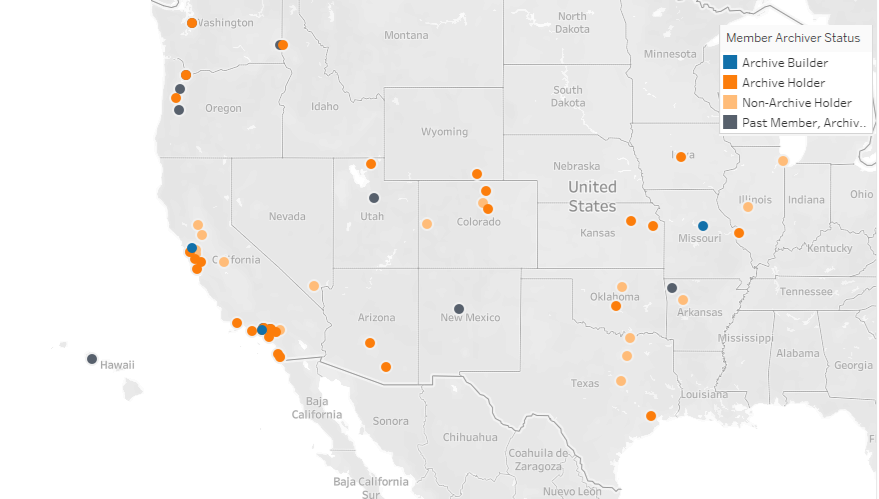 Washington
Montana
North
Dakota
Minnesota
Oregon
Idaho
South
Dakota
Wyoming
Nebraska
United
States
Illinois
Indiana
Ohio
Nevada
Utah
Colorado
Kansas
Missouri
Kentucky
Arizona
New Mexico
Oklahoma
Arkansas
Tennessee
Mississippi
Alabama
Georgia
Hawaii
Texas
Louisiana
Baja
California
Sonora
Chihuahua
Coahuila de
Zaragoza
Baja California
Sur
Nuevo León
F
Member Archiver Status
Archive Builder
Archive Holder
Non-Archive Holder
Past Member, Archiv..